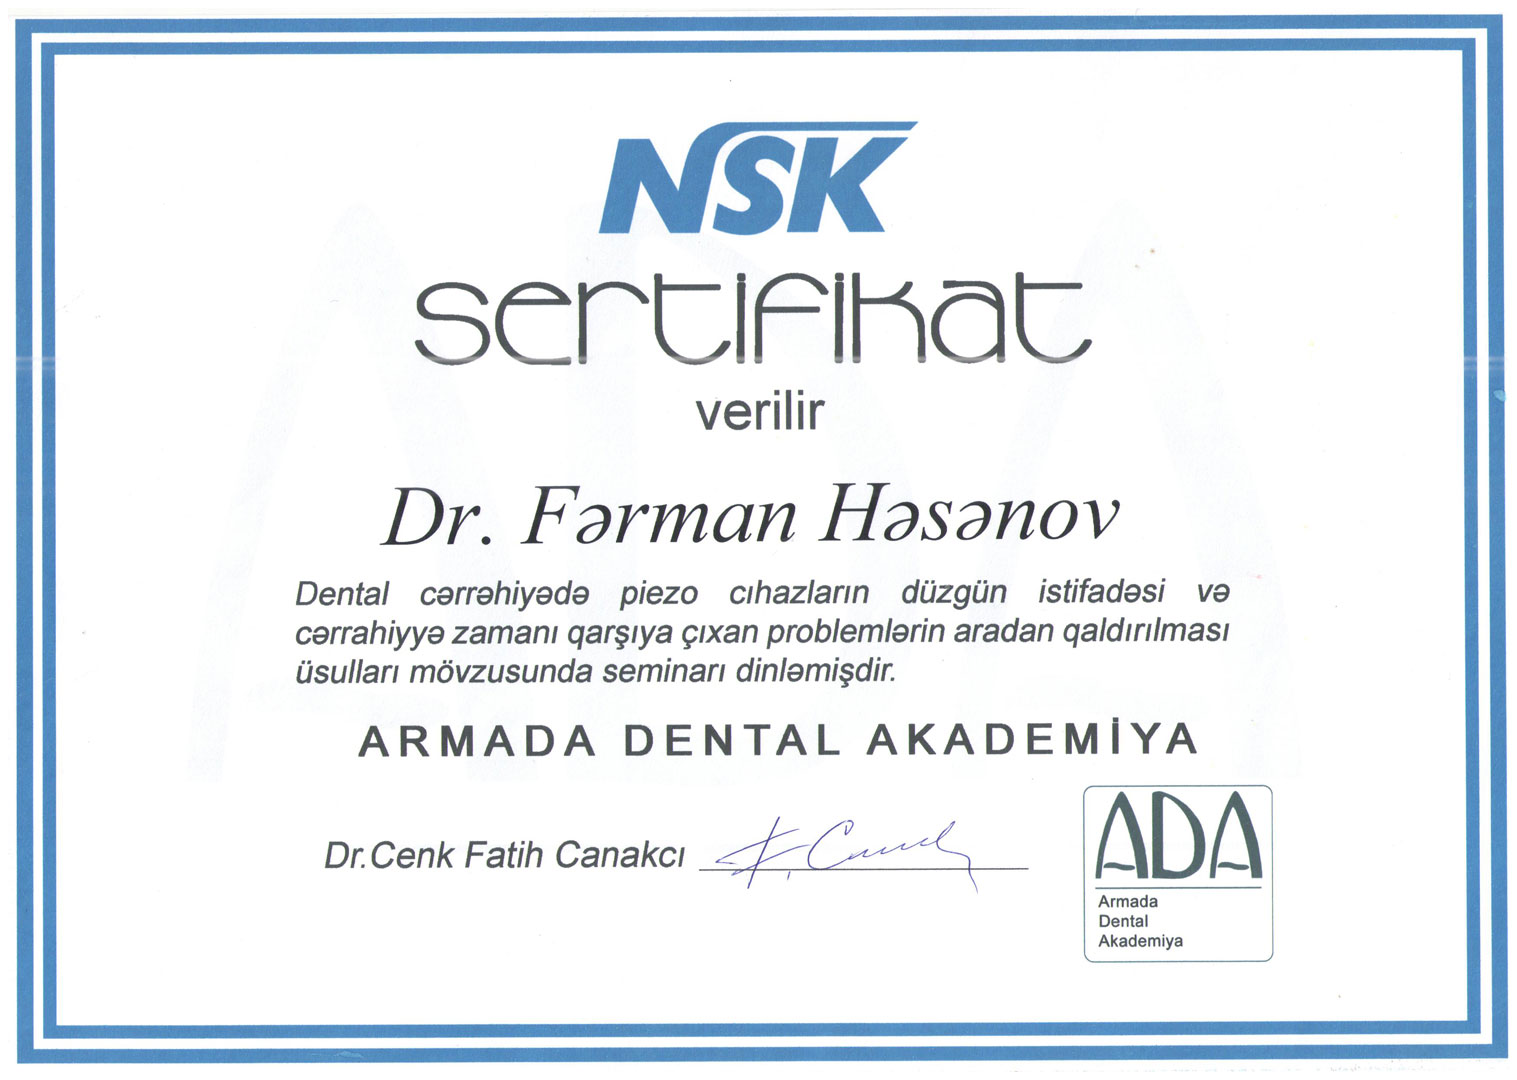 NSK
sertifikat
verilir
Dr. Fərman Həsənov
Dental cərrəhiyədə piezo cıhazların düzgün istifadəsi və
cərrahiyyə zamanı qarşıya çıxan problemlərin aradan qaldırılması
üsulları mövzusunda seminarı dinləmişdir.
ARMADA DENTAL AKADEMİYA
Dr.Cenk Fatih Canakcı
ADA
Armada
Dental
Akademiya